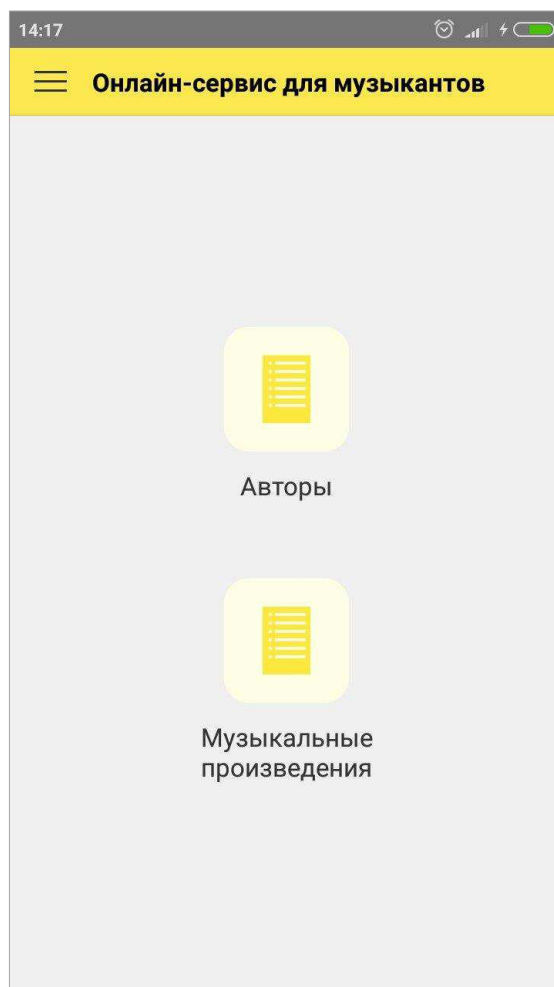 14:17
Онлайн-сервис для музыкантов
Авторы
Музыкальные
произведения